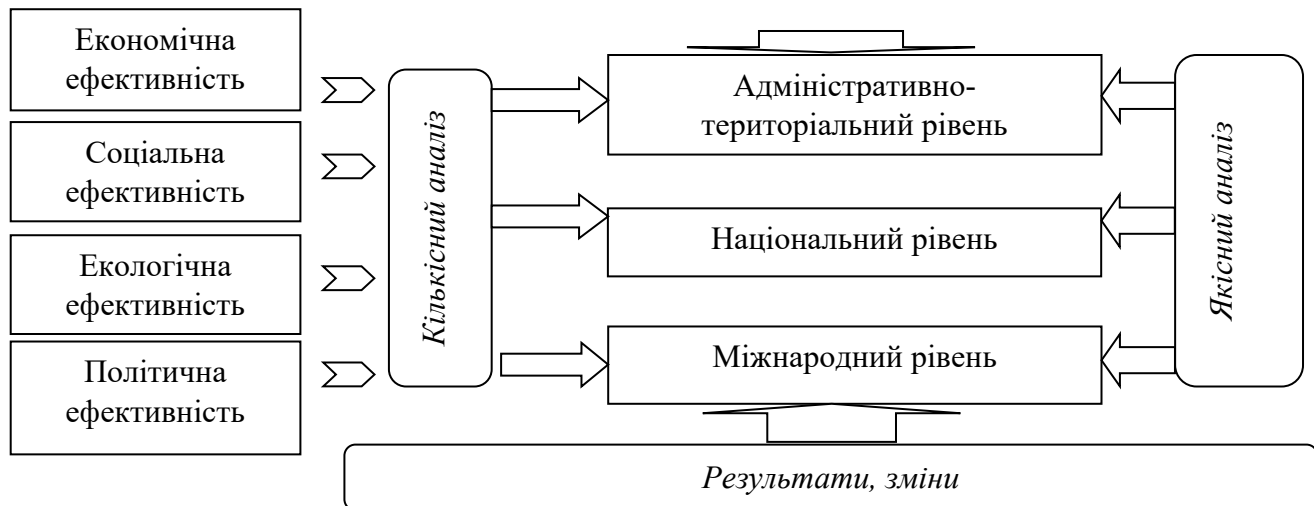 Економічна
ефективність
Соціальна
ефективність
Екологічна
ефективність
Політична
ефективність
Кількісний аналіз
Адміністративно-
територіальний рівень
Національний рівень
Міжнародний рівень
Якісний аналіз
Результати, зміни